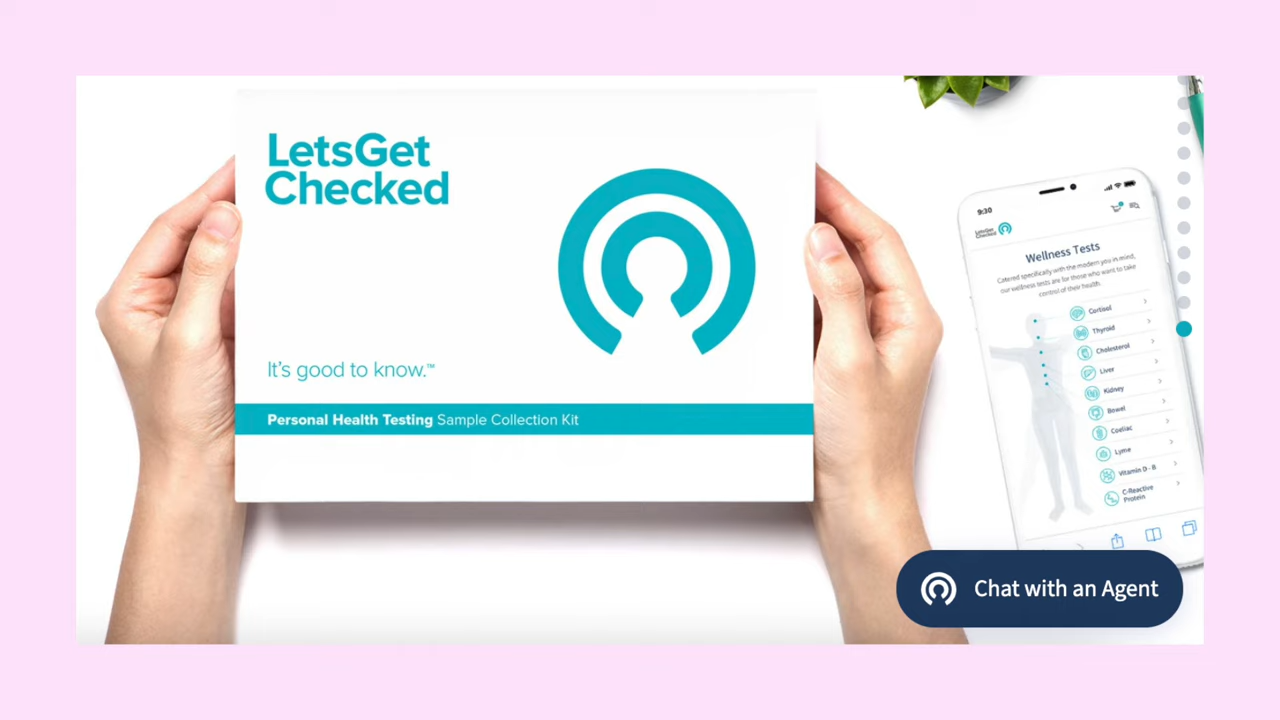 LetsGet
Checked
It's good to know.™
Personal Health Testing Sample Collection Kit
9:30
LetsGet
Checked
Wellness Tests
Catered specifically with the modern you in mind,
our wellness tests are for those who want to take
control of their health.
Cortisol
Thyroid
Cholesterol
Liver
Kidney
Bowel
Coeliac
Lyme
Vitamin D - B
C-Reactive
Protein
Chat with an Agent